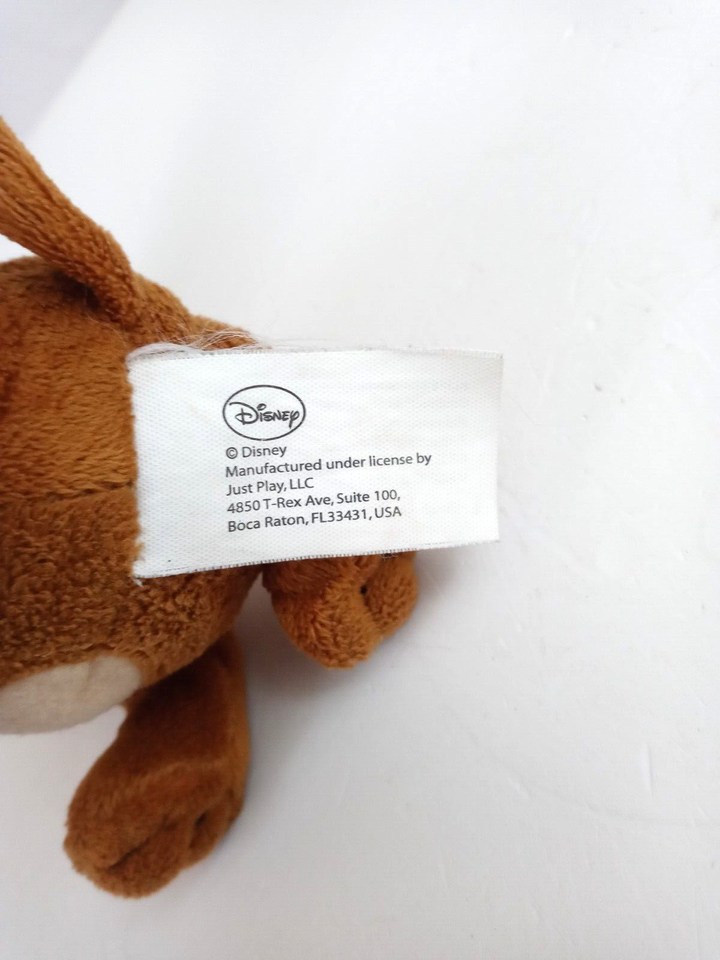 Disney
© Disney
Manufactured under license by
Just Play, LLC
4850 T-Rex Ave, Suite 100,
Boca Raton, FL33431, USA